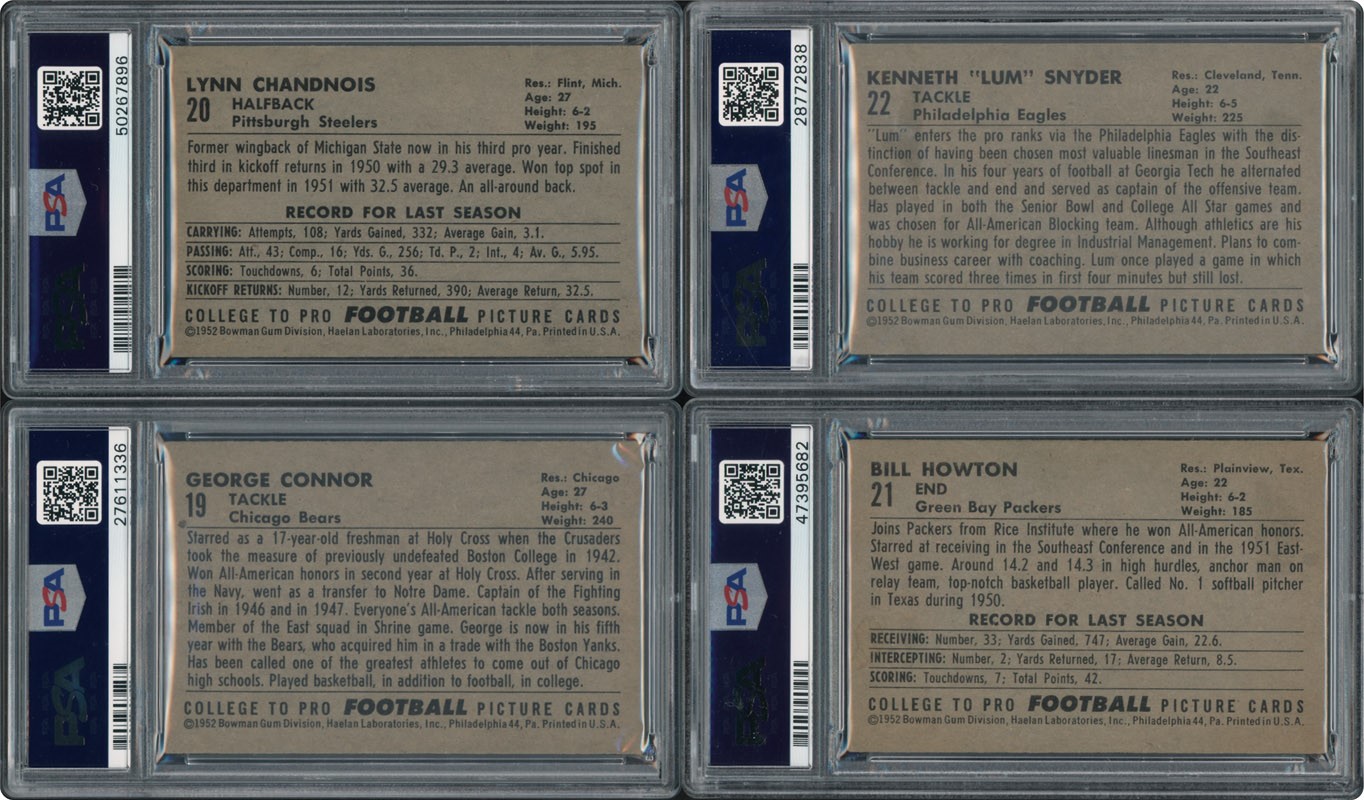 50267896
PSA
LYNN CHANDNOIS
20
HALFBACK
Pittsburgh Steelers
Res.: Flint, Mich.
Age: 27
Height: 6-2
Weight: 195
Former wingback of Michigan State now in his third pro year. Finished
third in kickoff returns in 1950 with a 29.3 average. Won top spot in
this department in 1951 with 32.5 average. An all-around back.
RECORD FOR LAST SEASON
CARRYING: Attempts, 108; Yards Gained, 332; Average Gain, 3.1.
PASSING: Att., 43; Comp., 16; Yds. G., 256; Td. P., 2; Int., 4; Av. G., 5.95.
SCORING: Touchdowns, 6; Total Points, 36.
KICKOFF RETURNS: Number, 12; Yards Returned, 390; Average Return, 32.5.
COLLEGE TO PRO FOOTBALL PICTURE CARDS
©1952 Bowman Gum Division, Haelan Laboratories, Inc., Philadelphia 44, Pa. Printed in U.S.A.
28772838
PSA
KENNETH "LUM" SNYDER
22
TACKLE
Philadelphia Eagles
Res.: Cleveland, Tenn.
Age: 22
Height: 6-5
Weight: 225
"Lum" enters the pro ranks via the Philadelphia Eagles with the dis-
tinction of having been chosen most valuable linesman in the Southeast
Conference. In his four years of football at Georgia Tech he alternated
between tackle and end and served as captain of the offensive team.
Has played in both the Senior Bowl and College All Star games and
was chosen for All-American Blocking team. Although athletics are his
hobby he is working for degree in Industrial Management. Plans to com-
bine business career with coaching. Lum once played a game in which
his team scored three times in first four minutes but still lost.
COLLEGE TO PRO FOOTBALL PICTURE CARDS
©1952 Bowman Gum Division, Haelan Laboratories, Inc., Philadelphia 44, Pa. Printed in U.S.A.
27611336
PSA
PSA
GEORGE CONNOR
19
TACKLE
Chicago Bears
Res.: Chicago
Age: 27
Height: 6-3
Weight: 240
Starred as a 17-year-old freshman at Holy Cross when the Crusaders
took the measure of previously undefeated Boston College in 1942.
Won All-American honors in second year at Holy Cross. After serving in
the Navy, went as a transfer to Notre Dame. Captain of the Fighting
Irish in 1946 and in 1947. Everyone's All-American tackle both seasons.
Member of the East squad in Shrine game. George is now in his fifth
year with the Bears, who acquired him in a trade with the Boston Yanks.
Has been called one of the greatest athletes to come out of Chicago
high schools. Played basketball, in addition to football, in college.
COLLEGE TO PRO FOOTBALL PICTURE CARDS
©1952 Bowman Gum Division, Haelan Laboratories, Inc., Philadelphia 44, Pa. Printed in U.S.A.
47395682
PSA
BILL HOWTON
21
END
Green Bay Packers
Res.: Plainview, Tex.
Age: 22
Height: 6-2
Weight: 185
Joins Packers from Rice Institute where he won All-American honors.
Starred at receiving in the Southeast Conference and in the 1951 East-
West game. Around 14.2 and 14.3 in high hurdles, anchor man on
relay team, top-notch basketball player. Called No. 1 softball pitcher
in Texas during 1950.
RECORD FOR LAST SEASON
RECEIVING: Number, 33; Yards Gained, 747; Average Gain, 22.6.
INTERCEPTING: Number, 2; Yards Returned, 17; Average Return, 8.5.
SCORING: Touchdowns, 7; Total Points, 42.
COLLEGE TO PRO FOOTBALL PICTURE CARDS
©1952 Bowman Gum Division, Haelan Laboratories, Inc., Philadelphia 44, Pa. Printed in U.S.A.